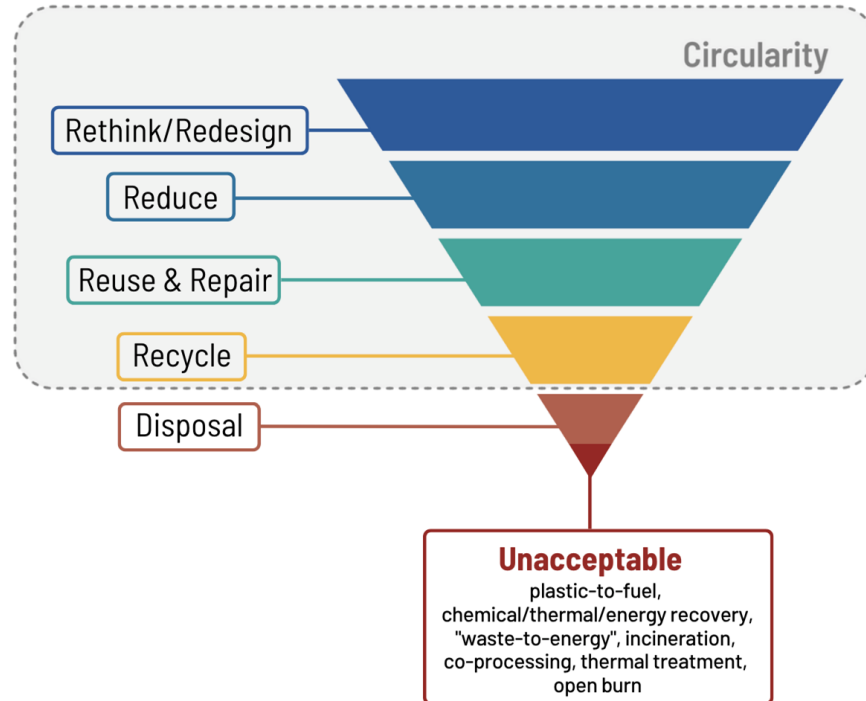 Circularity
Rethink/Redesign
Reduce
Reuse & Repair
Recycle
Disposal
Unacceptable
plastic-to-fuel,
chemical/thermal/energy recovery,
"waste-to-energy", incineration,
co-processing, thermal treatment,
open burn